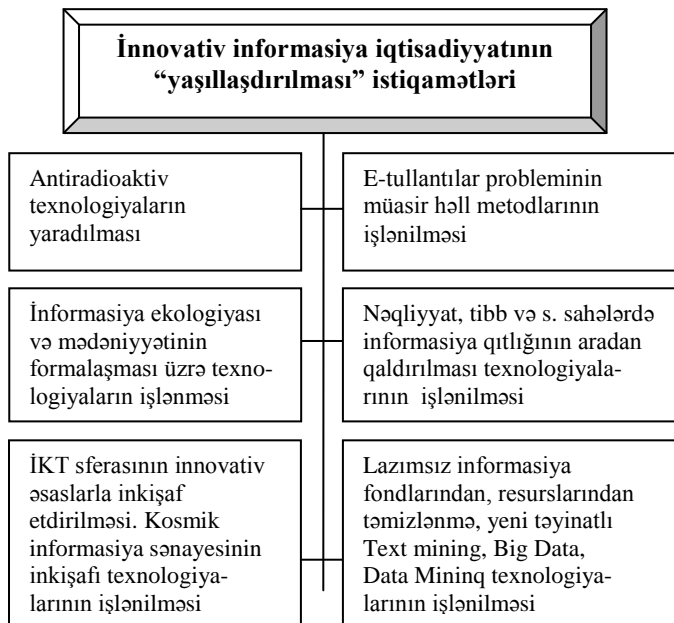 İnnovativ informasiya iqtisadiyyatının
“yaşıllaşdırılması” istiqamətləri
Antiradioaktiv
texnologiyaların
yaradılması
E-tullantılar probleminin
müasir həll metodlarının
işlənilməsi
İnformasiya ekologiyası
və mədəniyyətinin
formalaşması üzrə texno-
logiyaların işlənməsi
Nəqliyyat, tibb və s. sahələrdə
informasiya qıtlığının aradan
qaldırılması texnologiyala-
rının işlənilməsi
İKT sferasının innovativ
əsaslarla inkişaf
etdirilməsi. Kosmik
informasiya sənayesinin
inkişafı texnologiya-
larının işlənilməsi
Lazımsız informasiya
fondlarından, resurslarından
təmizlənmə, yeni təyinatlı
Text mining, Big Data,
Data Mininq texnologiya-
larının işlənilməsi